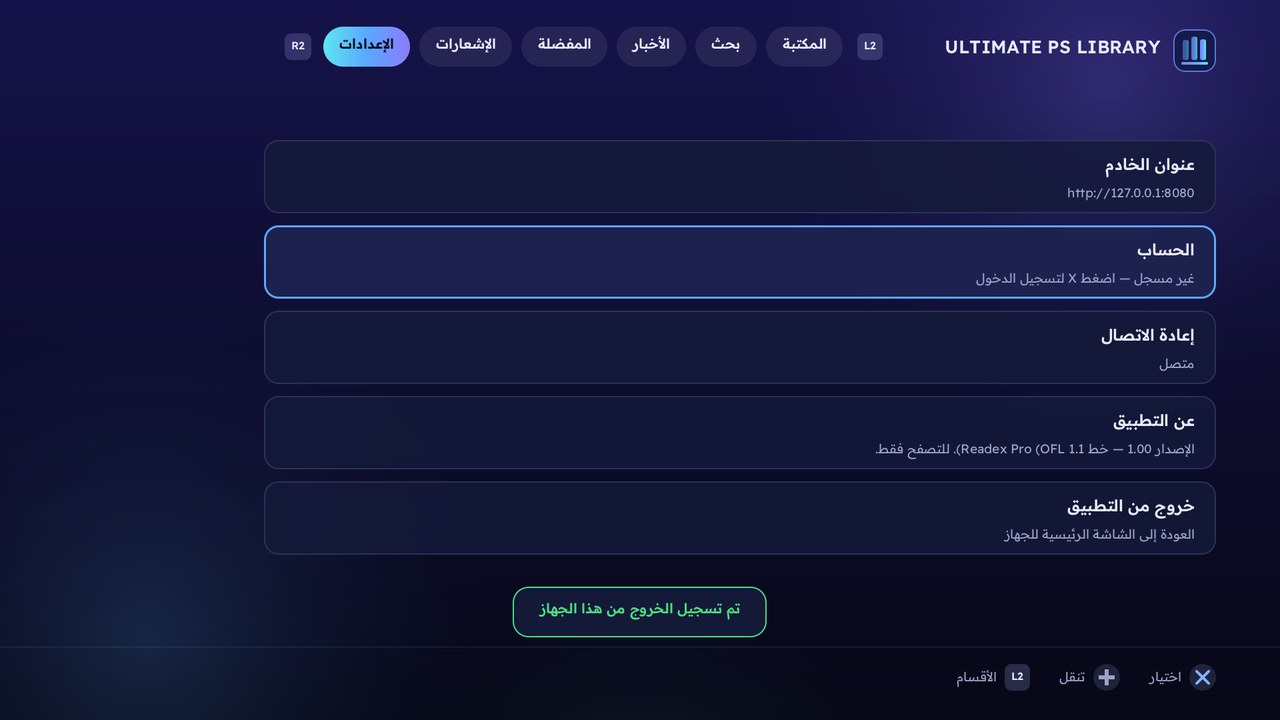 ULTIMATE PS LIBRARY
L2 المكتبة بحث الأخبار المفضلة الإشعارات الإعدادات R2
عنوان الخادم
http://127.0.0.1:8080
الحساب
غير مسجل — اضغط X لتسجيل الدخول
إعادة الاتصال
متصل
عن التطبيق
الإصدار 1.00 — خط Readex Pro (OFL 1.1). للتصفح فقط.
خروج من التطبيق
العودة إلى الشاشة الرئيسية للجهاز
تم تسجيل الخروج من هذا الجهاز
اختيار تنقل L2 الأقسام